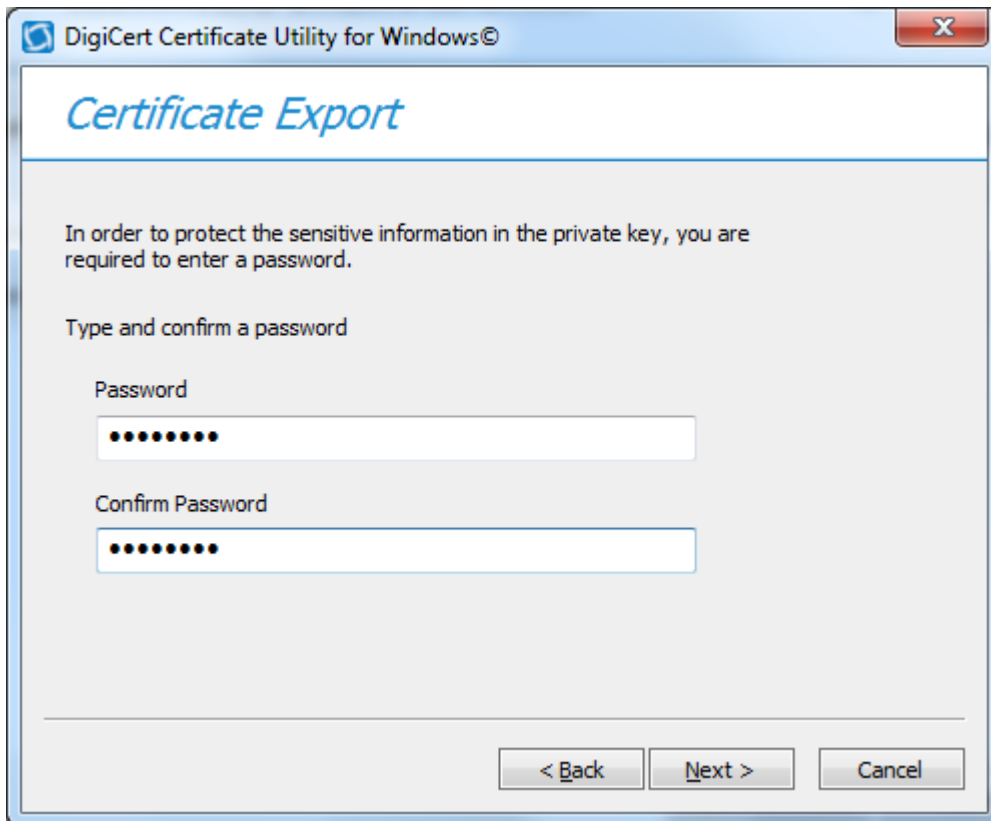 DigiCert Certificate Utility for Windows©
X
Certificate Export
In order to protect the sensitive information in the private key, you are
required to enter a password.
Type and confirm a password
Password
••••••••
Confirm Password
••••••••
< Back
Next >
Cancel